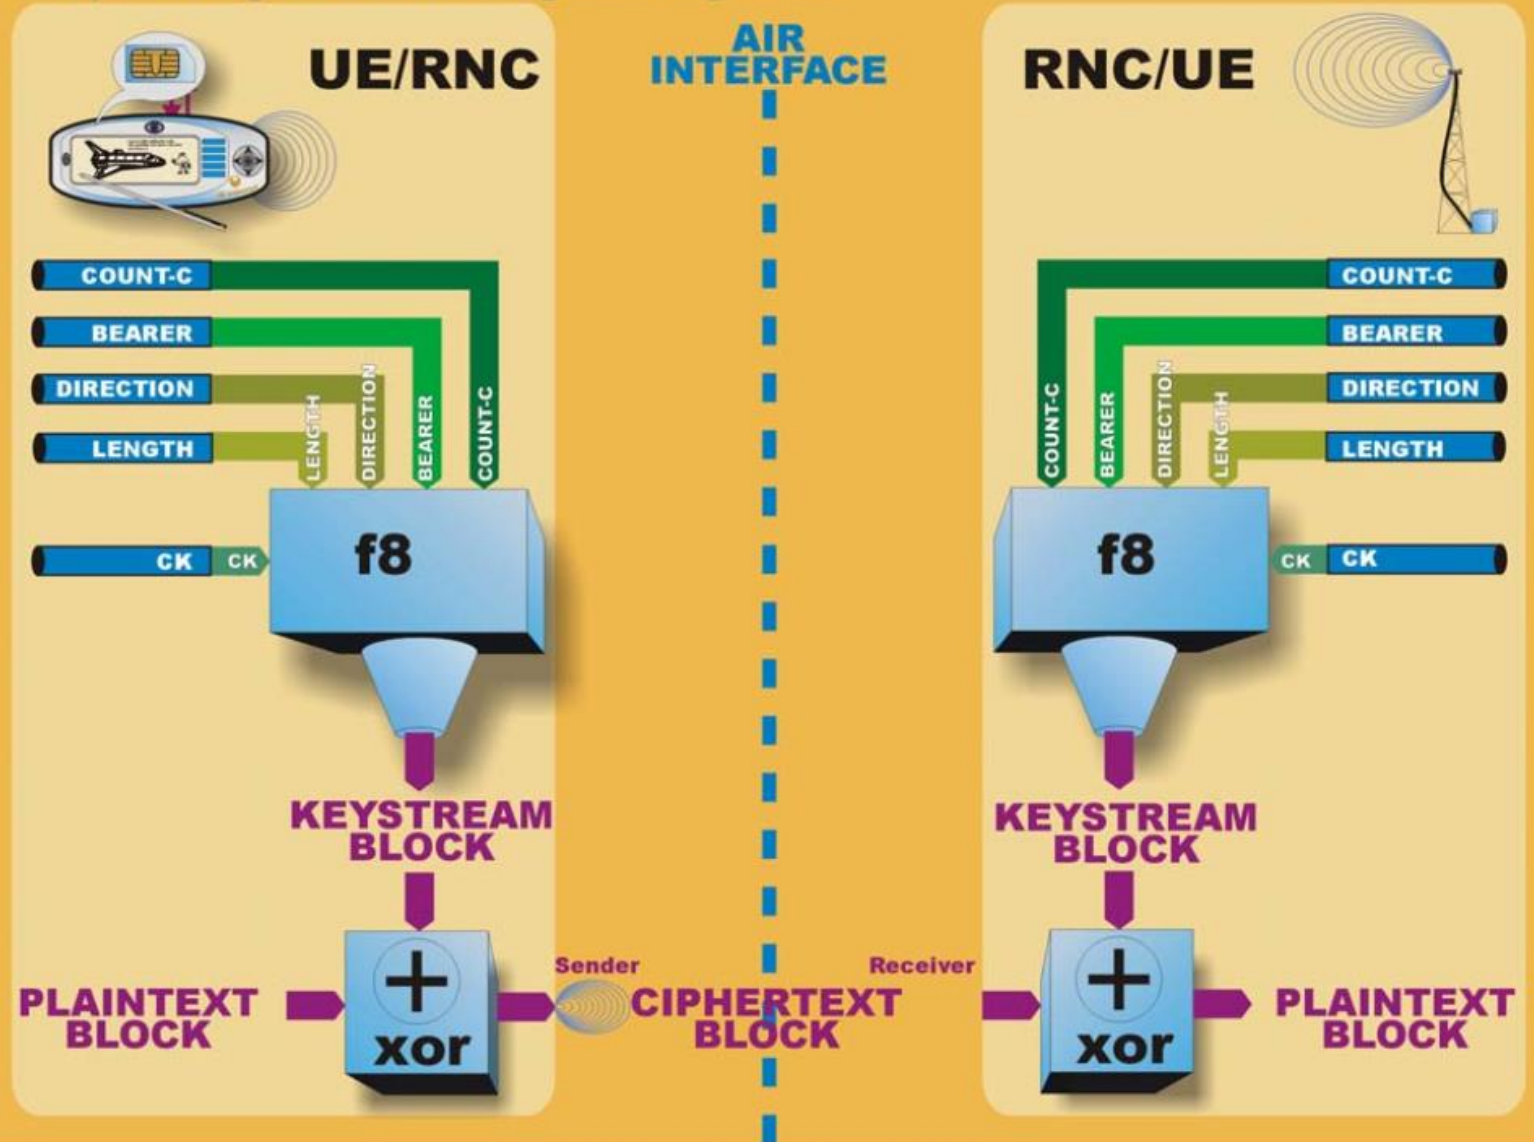 UE/RNC
AIR
INTERFACE
RNC/UE
COUNT-C
BEARER
DIRECTION
LENGTH
LENGTH
DIRECTION
BEARER
COUNT-C
CK
CK
f8
COUNT-C
BEARER
DIRECTION
LENGTH
COUNT-C
BEARER
DIRECTION
LENGTH
f8
CK
CK
KEYSTREAM
BLOCK
KEYSTREAM
BLOCK
PLAINTEXT
BLOCK
+
xor
Sender
CIPHERTEXT
BLOCK
Receiver
+
xor
PLAINTEXT
BLOCK